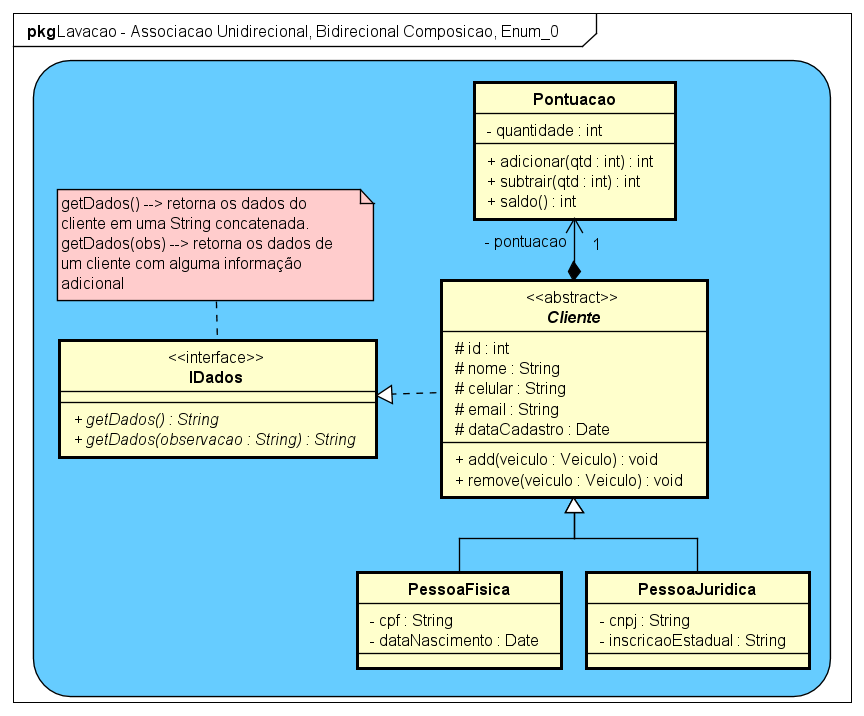 pkgLavacao - Associacao Unidirecional, Bidirecional Composicao, Enum_0
Pontuacao
- quantidade : int
+ adicionar(qtd : int) : int
+ subtrair(qtd : int) : int
+ saldo() : int
- pontuacao
1
getDados() --> retorna os dados do
cliente em uma String concatenada.
getDados(obs) --> retorna os dados de
um cliente com alguma informação
adicional
<<interface>>
IDados
+ getDados() : String
+ getDados(observacao : String) : String
<<abstract>>
Cliente
# id : int
# nome : String
# celular : String
# email : String
# dataCadastro : Date
+ add(veiculo : Veiculo) : void
+ remove(veiculo : Veiculo) : void
PessoaFisica
- cpf : String
- dataNascimento : Date
PessoaJuridica
- cnpj : String
- inscricaoEstadual : String